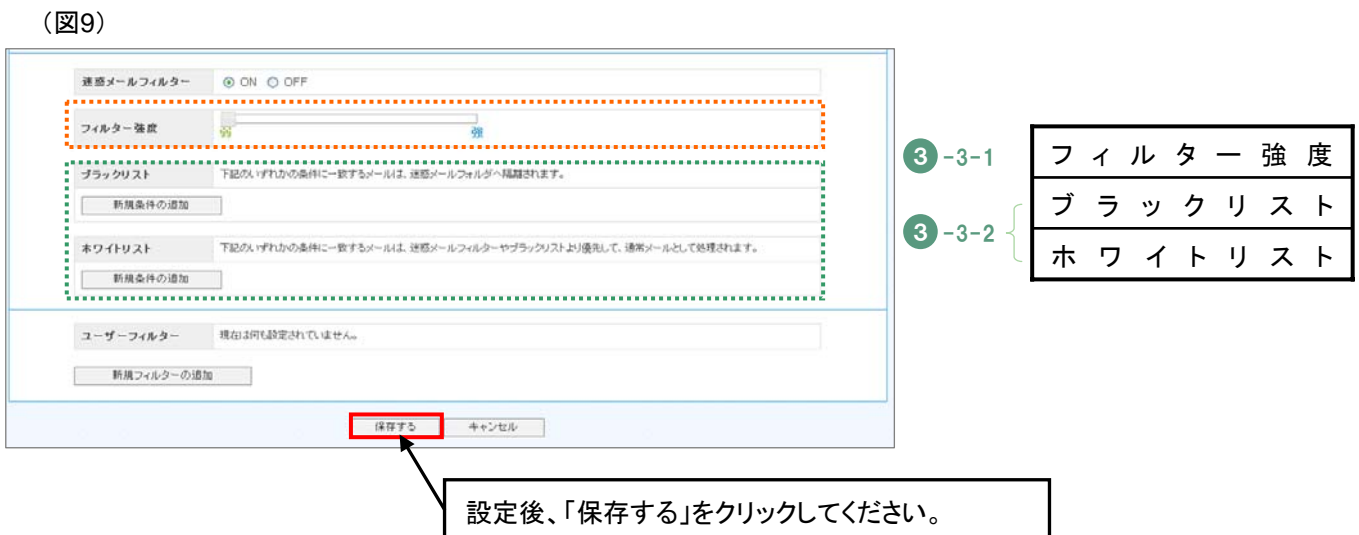 （図9）
迷惑メールフィルター ON OFF
フィルター強度 弱 強
ブラックリスト 下記のいずれかの条件に一致するメールは、迷惑メールフォルダへ隔離されます。
新規条件の追加
ホワイトリスト 下記のいずれかの条件に一致するメールは、迷惑メールフィルターやブラックリストより優先して、通常メールとして処理されます。
新規条件の追加
ユーザーフィルター 現在は何も設定されていません。
新規フィルターの追加
保存する キャンセル
設定後、「保存する」をクリックしてください。
3-3-1 フィルター強度
3-3-2 ブラックリスト
ホワイトリスト